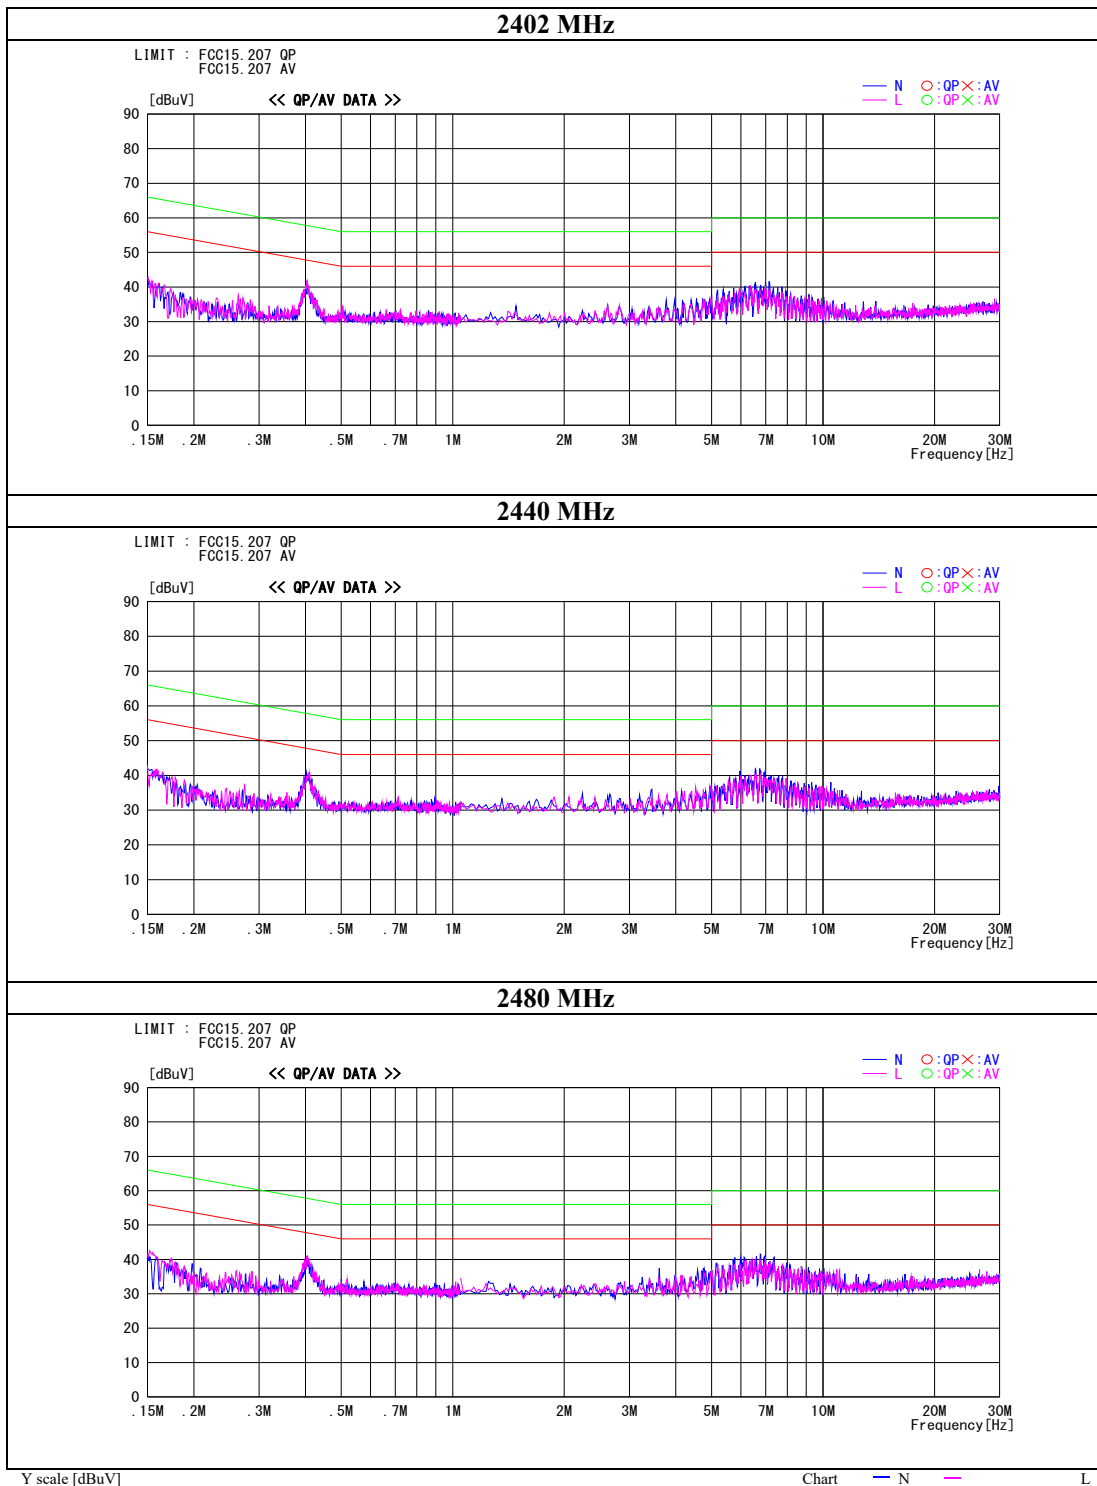 2402 MHz
LIMIT : FCC15.207 QP
FCC15.207 AV
[dBuV] << QP/AV DATA >> N O:QP X:AV
L O:QP X:AV
90
80
70
60
50
40
30
20
10
0
.15M .2M .3M .5M .7M 1M 2M 3M 5M 7M 10M 20M 30M
Frequency[Hz]
2440 MHz
LIMIT : FCC15.207 QP
FCC15.207 AV
[dBuV] << QP/AV DATA >> N O:QP X:AV
L O:QP X:AV
90
80
70
60
50
40
30
20
10
0
.15M .2M .3M .5M .7M 1M 2M 3M 5M 7M 10M 20M 30M
Frequency[Hz]
2480 MHz
LIMIT : FCC15.207 QP
FCC15.207 AV
[dBuV] << QP/AV DATA >> N O:QP X:AV
L O:QP X:AV
90
80
70
60
50
40
30
20
10
0
.15M .2M .3M .5M .7M 1M 2M 3M 5M 7M 10M 20M 30M
Frequency[Hz]
Y scale [dBuV] Chart N L